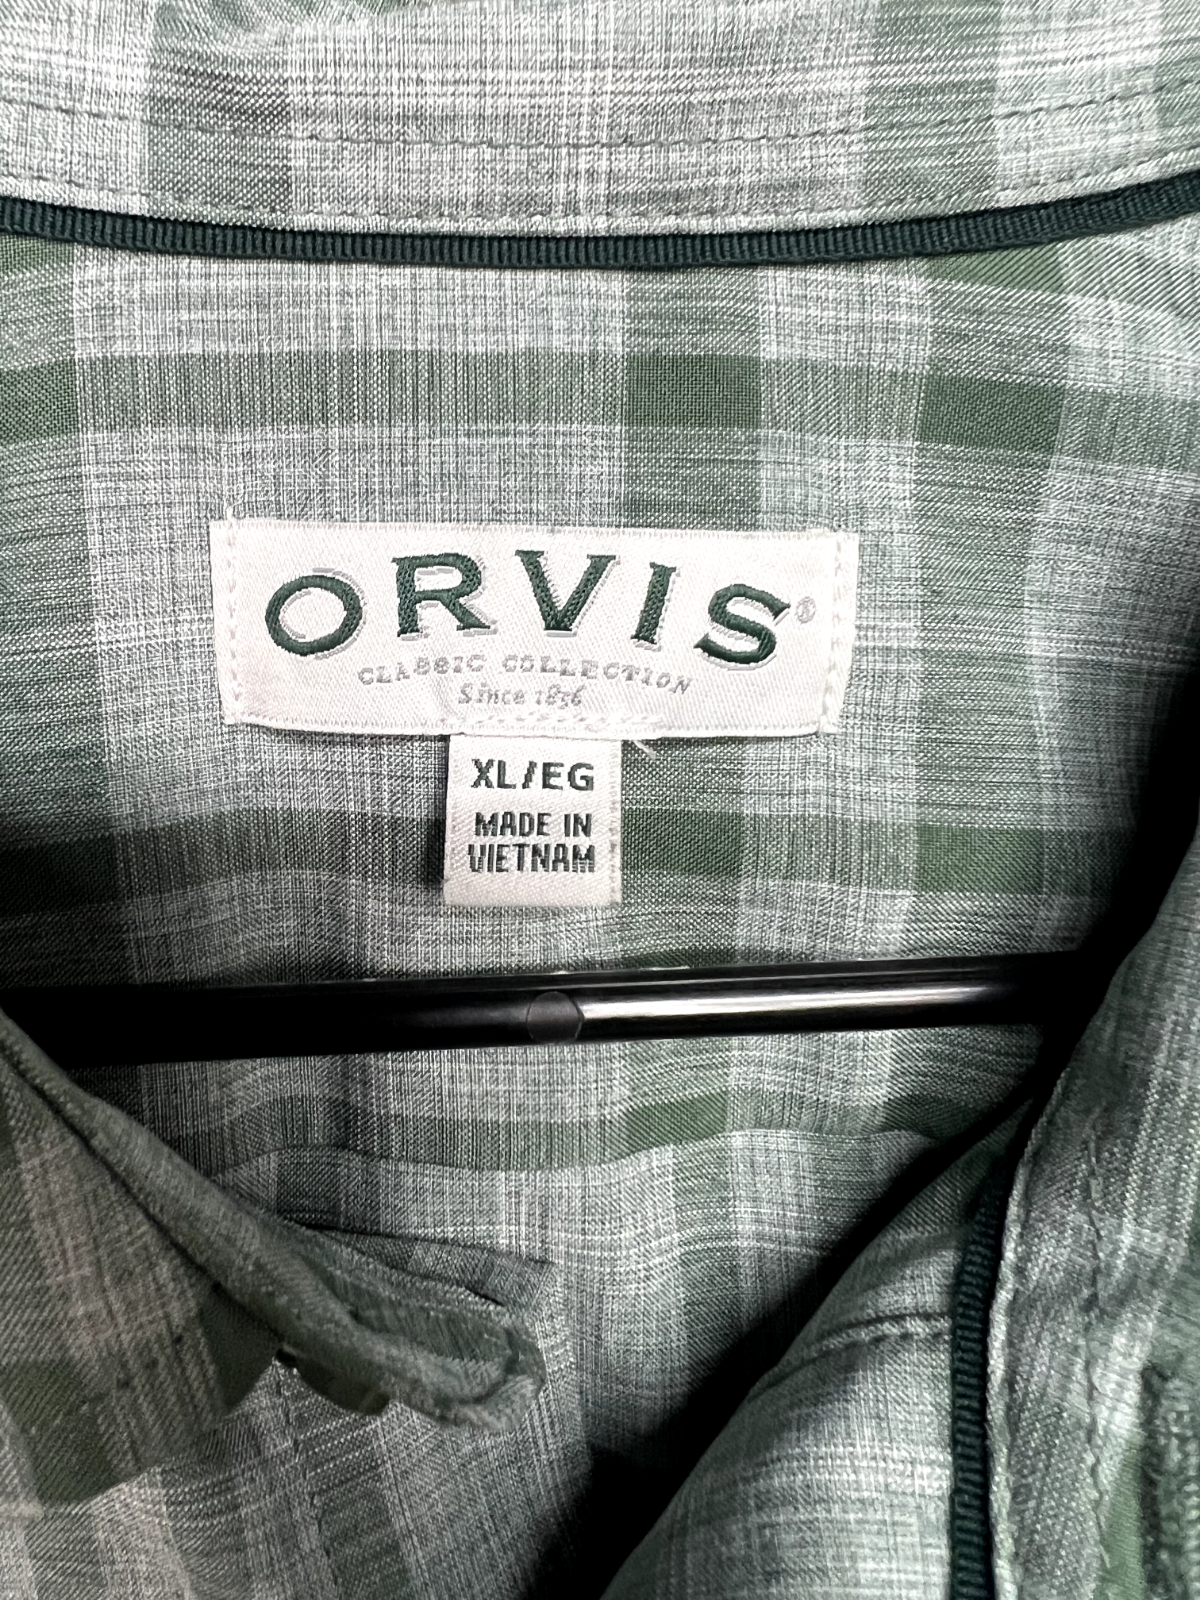 ORVIS®
CLASSIC COLLECTION
Since 1856
XL/EG
MADE IN
VIETNAM